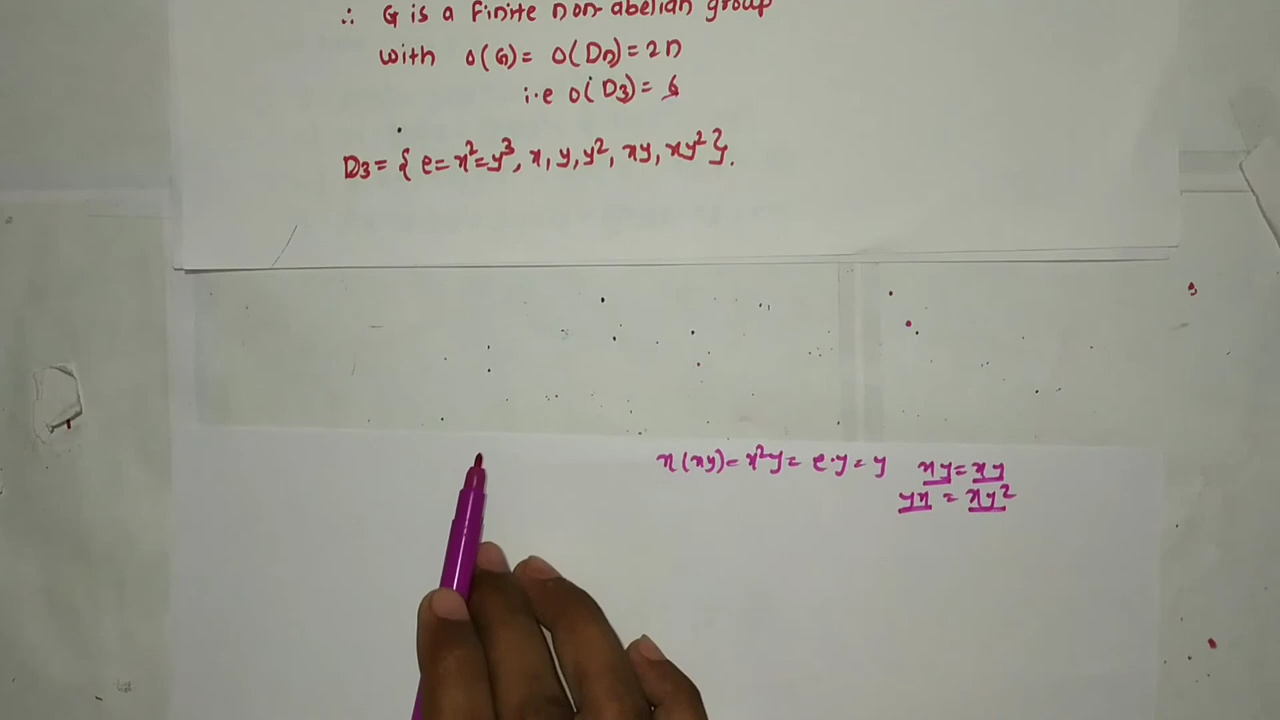 ∴ G is a finite non-abelian group
with o(G) = o(Dn) = 2n
i.e o(D3) = 6
D3 = { e = x² = y³, x, y, y², xy, xy² }.
x(xy) = x²y = e·y = y xy = xy
yx = xy²